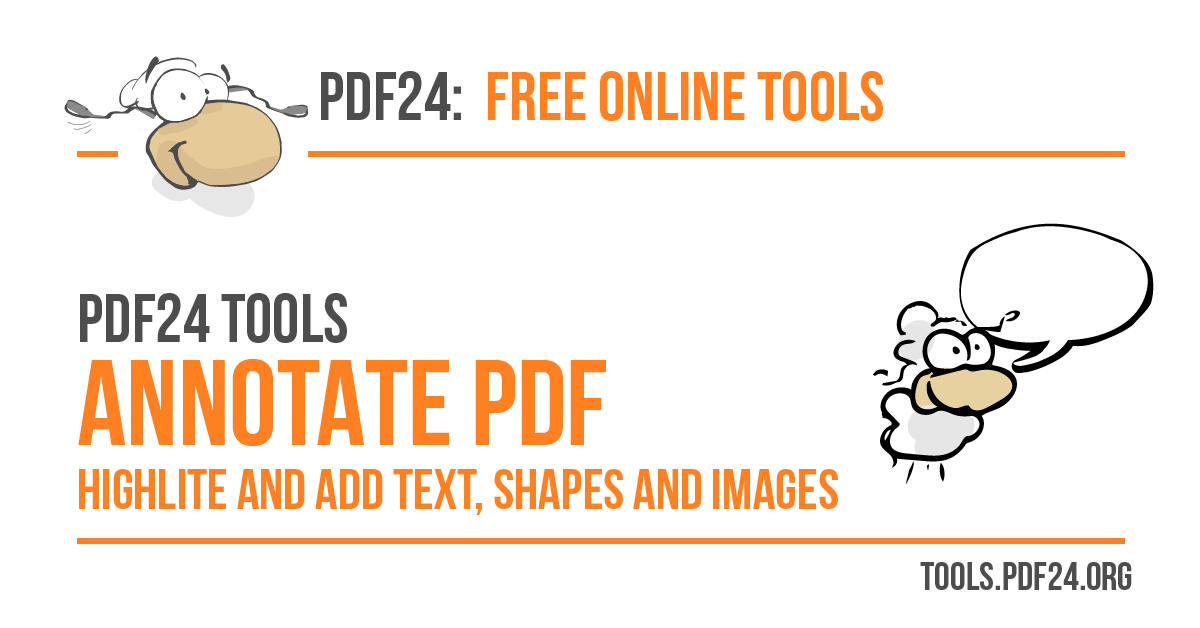 PDF24: FREE ONLINE TOOLS
PDF24 TOOLS
ANNOTATE PDF
HIGHLITE AND ADD TEXT, SHAPES AND IMAGES
TOOLS.PDF24.ORG